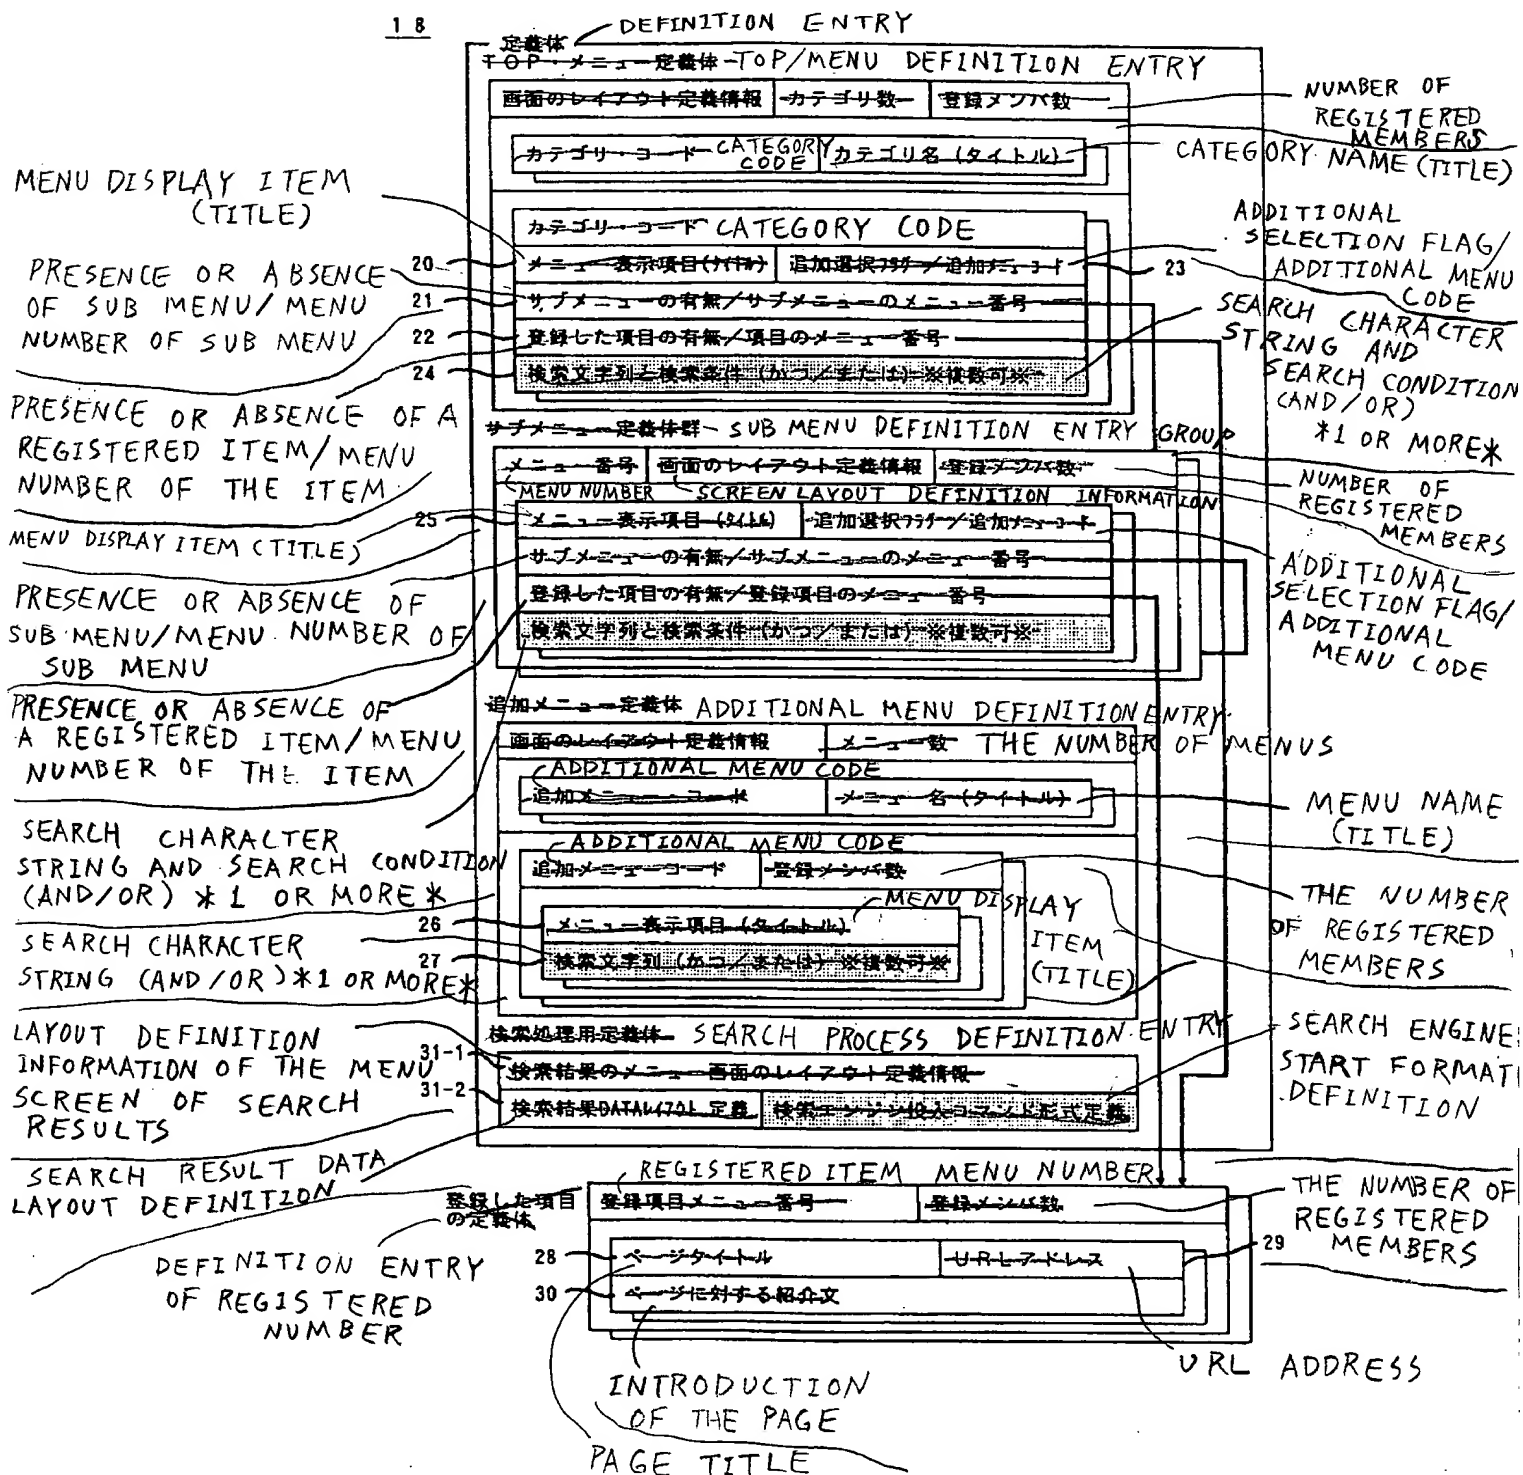 18
DEFINITION ENTRY
定義体
TOP・メニュー定義体 TOP/MENU DEFINITION ENTRY
画面のレイアウト定義情報 カテゴリ数 登録メンバ数
NUMBER OF
REGISTERED
MEMBERS
カテゴリ・コード CATEGORY
CODE
カテゴリ名(タイトル)
CATEGORY NAME (TITLE)
MENU DISPLAY ITEM
(TITLE)
カテゴリ・コード CATEGORY CODE
ADDITIONAL
SELECTION FLAG/
ADDITIONAL MENU
CODE
20 メニュー表示項目(タイトル) 追加選択フラグ/追加メニューコード 23
PRESENCE OR ABSENCE
OF SUB MENU/MENU
NUMBER OF SUB MENU
21 サブメニューの有無/サブメニューのメニュー番号
22 登録した項目の有無/項目のメニュー番号
24 検索文字列と検索条件(かつ/または)※複数可※
SEARCH CHARACTER
STRING AND
SEARCH CONDITION
(AND/OR)
*1 OR MORE*
PRESENCE OR ABSENCE OF A
REGISTERED ITEM/MENU
NUMBER OF THE ITEM
サブメニュー定義体群 SUB MENU DEFINITION ENTRY GROUP
メニュー番号 画面のレイアウト定義情報 登録メンバ数
MENU NUMBER SCREEN LAYOUT DEFINITION INFORMATION
NUMBER OF
REGISTERED
MEMBERS
MENU DISPLAY ITEM (TITLE)
25 メニュー表示項目(タイトル) 追加選択フラグ/追加メニューコード
サブメニューの有無/サブメニューのメニュー番号
登録した項目の有無/登録項目のメニュー番号
検索文字列と検索条件(かつ/または)※複数可※
ADDITIONAL
SELECTION FLAG/
ADDITIONAL
MENU CODE
PRESENCE OR ABSENCE OF
SUB MENU/MENU NUMBER OF
SUB MENU
PRESENCE OR ABSENCE OF
A REGISTERED ITEM/MENU
NUMBER OF THE ITEM
追加メニュー定義体 ADDITIONAL MENU DEFINITION ENTRY
画面のレイアウト定義情報 メニュー数 THE NUMBER OF MENUS
ADDITIONAL MENU CODE
追加メニュー・コード メニュー名(タイトル)
MENU NAME
(TITLE)
SEARCH CHARACTER
STRING AND SEARCH CONDITION
(AND/OR) *1 OR MORE*
ADDITIONAL MENU CODE
追加メニューコード 登録メンバ数
THE NUMBER
OF REGISTERED
MEMBERS
MENU DISPLAY
ITEM
(TITLE)
26 メニュー表示項目(タイトル)
27 検索文字列(かつ/または)※複数可※
SEARCH CHARACTER
STRING (AND/OR)*1 OR MORE*
検索処理用定義体 SEARCH PROCESS DEFINITION ENTRY
LAYOUT DEFINITION
INFORMATION OF THE MENU
SCREEN OF SEARCH
RESULTS
31-1 検索結果のメニュー画面のレイアウト定義情報
31-2 検索結果DATAレイアウト定義 検索エンジン投入コマンド形式定義
SEARCH ENGINE
START FORMAT
DEFINITION
SEARCH RESULT DATA
LAYOUT DEFINITION
REGISTERED ITEM MENU NUMBER
登録した項目
の定義体
登録項目メニュー番号 登録メンバ数
THE NUMBER OF
REGISTERED
MEMBERS
DEFINITION ENTRY
OF REGISTERED
NUMBER
28 ページタイトル URLアドレス 29
30 ページに対する紹介文
URL ADDRESS
INTRODUCTION
OF THE PAGE
PAGE TITLE